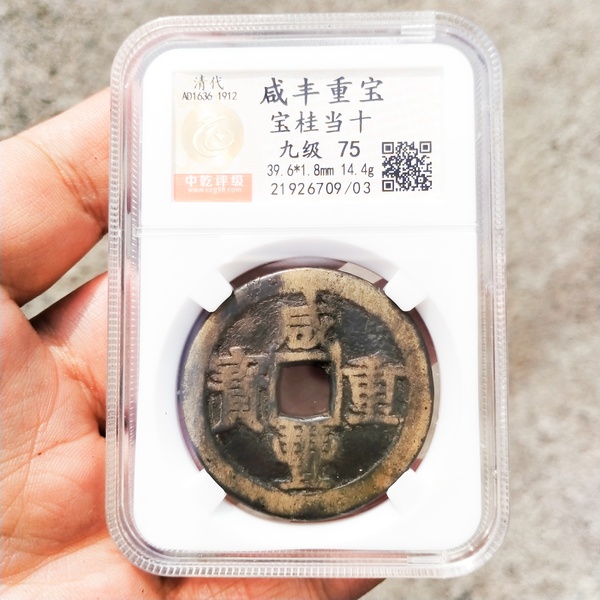 清代
AD1636-1912
中乾评级
咸丰重宝
宝桂当十
九级 75
39.6*1.8mm 14.4g
21926709/03
咸
寳 重
豐